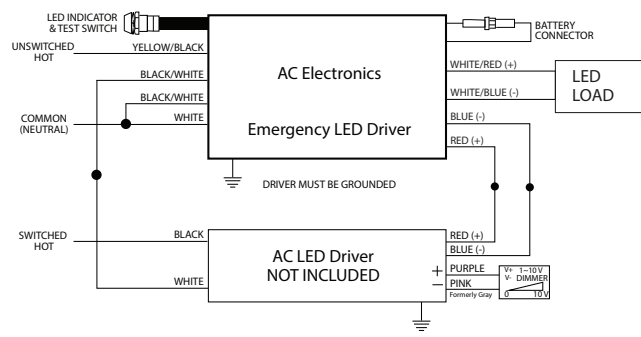 LED INDICATOR
& TEST SWITCH
UNSWITCHED
HOT
YELLOW/BLACK
BLACK/WHITE
BLACK/WHITE
COMMON
(NEUTRAL)
WHITE
AC Electronics
Emergency LED Driver
BATTERY
CONNECTOR
WHITE/RED (+)
WHITE/BLUE (-)
LED
LOAD
BLUE (-)
RED (+)
DRIVER MUST BE GROUNDED
SWITCHED
HOT
BLACK
WHITE
AC LED Driver
NOT INCLUDED
RED (+)
BLUE (-)
+ PURPLE
− PINK
Formerly Gray
V+ 1~10 V
V- DIMMER
0 10 V